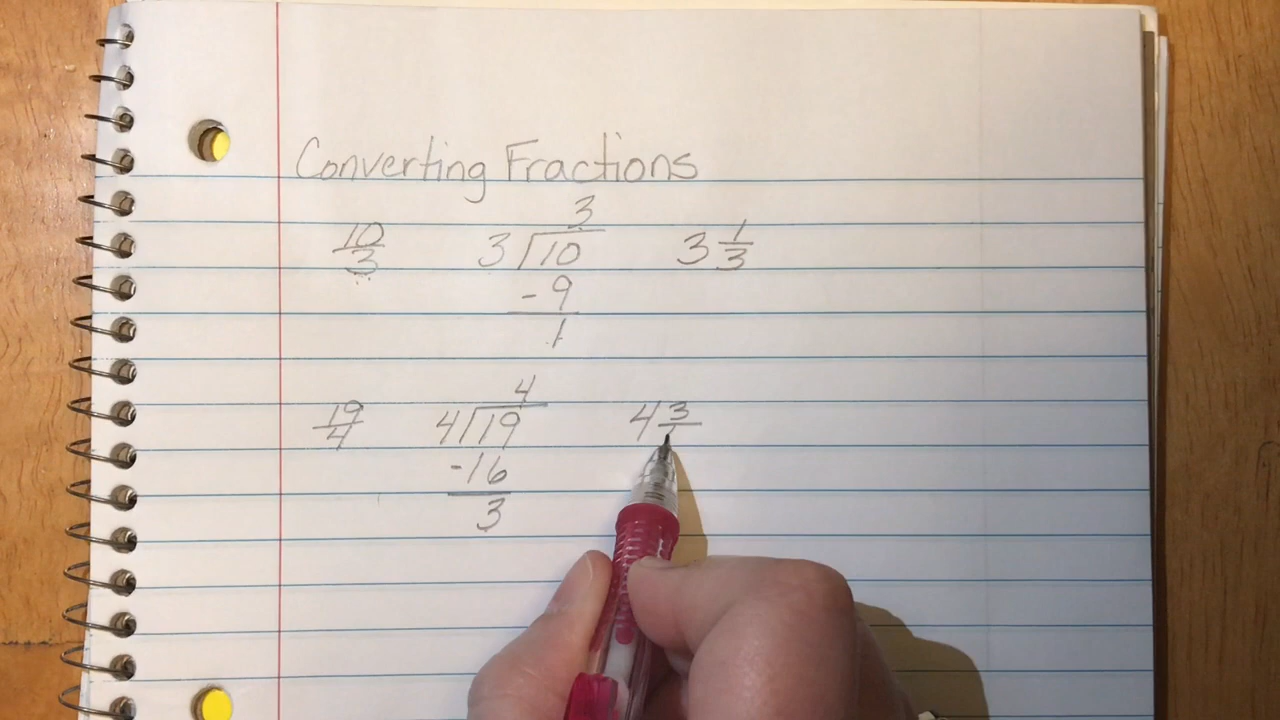 Converting Fractions
3
10/3 3⟌10 3 1/3
-9
1
4
19/4 4⟌19 4 3/
-16
3